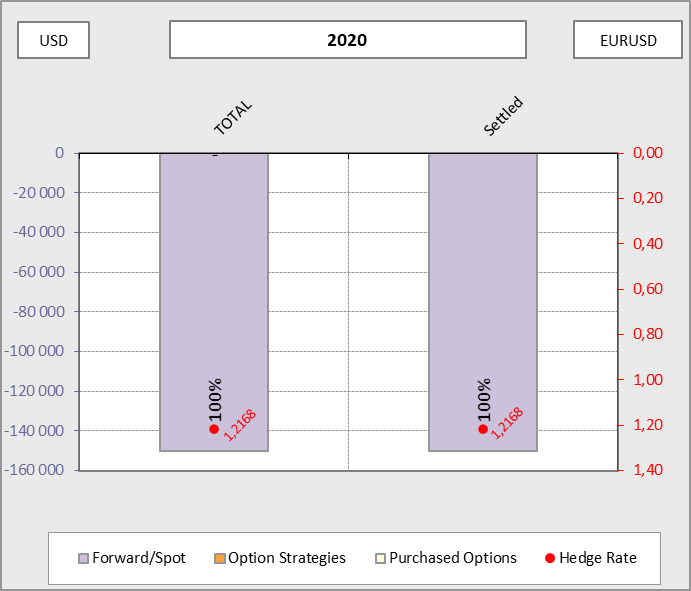 USD
2020
EURUSD
TOTAL
Settled
0
-20 000
-40 000
-60 000
-80 000
-100 000
-120 000
-140 000
-160 000
-
100%
1,2168
100%
1,2168
0,00
0,20
0,40
0,60
0,80
1,00
1,20
1,40
Forward/Spot
Option Strategies
Purchased Options
Hedge Rate